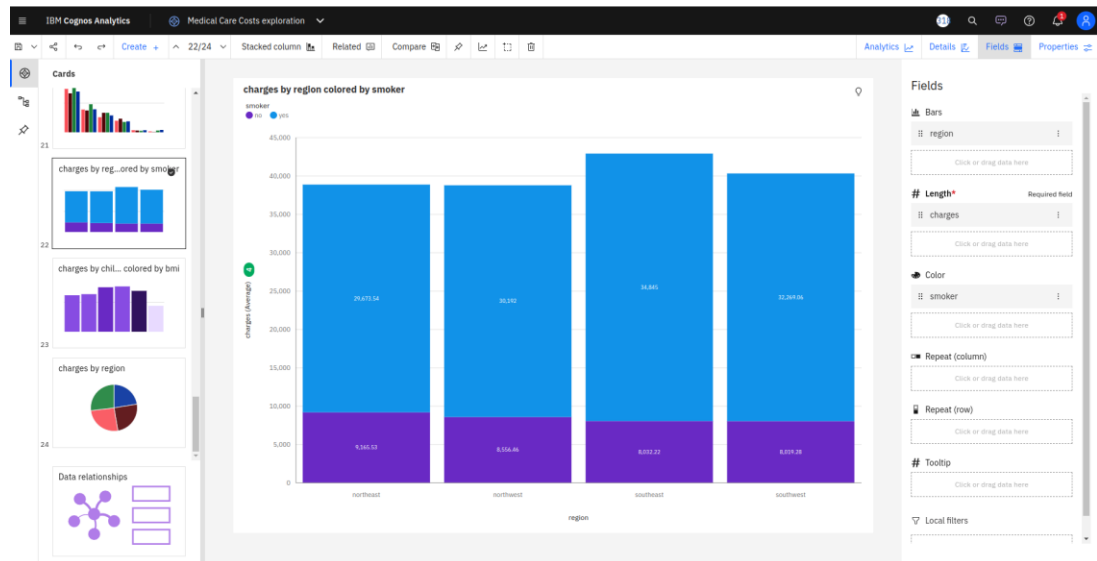 IBM Cognos Analytics
Medical Care Costs exploration
1
Create +
22/24
Stacked column
Related
Compare
Analytics
Details
Fields
Properties
Cards
21
charges by reg...ored by smoker
22
charges by chil... colored by bmi
23
charges by region
24
Data relationships
charges by region colored by smoker
smoker
no yes
45,000
40,000
35,000
30,000
25,000
20,000
15,000
10,000
5,000
0
charges (Average)
29,673.54
30,192
34,845
32,269.06
9,165.53
8,556.46
8,032.22
8,019.28
northeast
northwest
southeast
southwest
region
Fields
Bars
region
Click or drag data here
# Length* Required field
charges
Click or drag data here
Color
smoker
Click or drag data here
Repeat (column)
Click or drag data here
Repeat (row)
Click or drag data here
# Tooltip
Click or drag data here
Local filters